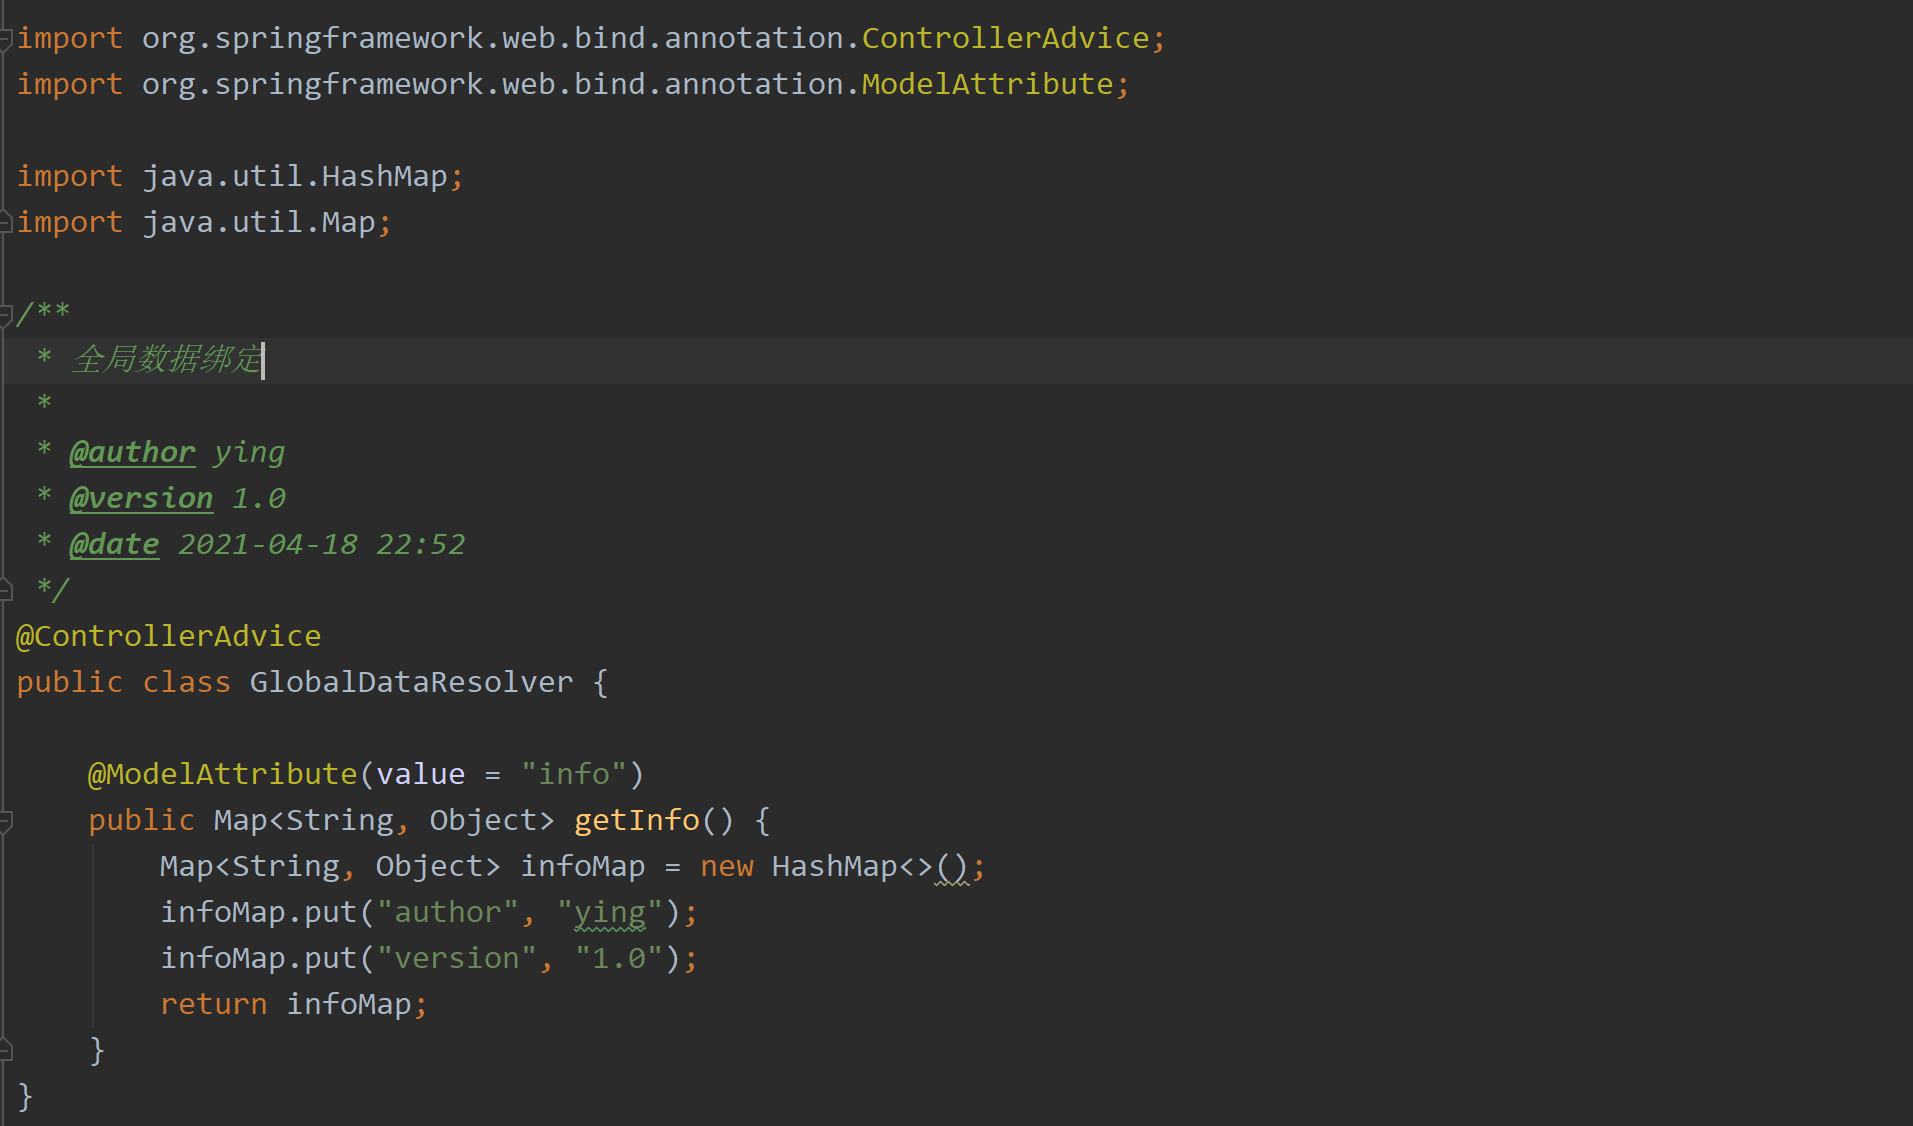 import org.springframework.web.bind.annotation.ControllerAdvice;
import org.springframework.web.bind.annotation.ModelAttribute;
import java.util.HashMap;
import java.util.Map;
/**
 * 全局数据绑定
 *
 * @author ying
 * @version 1.0
 * @date 2021-04-18 22:52
 */
@ControllerAdvice
public class GlobalDataResolver {
    @ModelAttribute(value = "info")
    public Map<String, Object> getInfo() {
        Map<String, Object> infoMap = new HashMap<>();
        infoMap.put("author", "ying");
        infoMap.put("version", "1.0");
        return infoMap;
    }
}